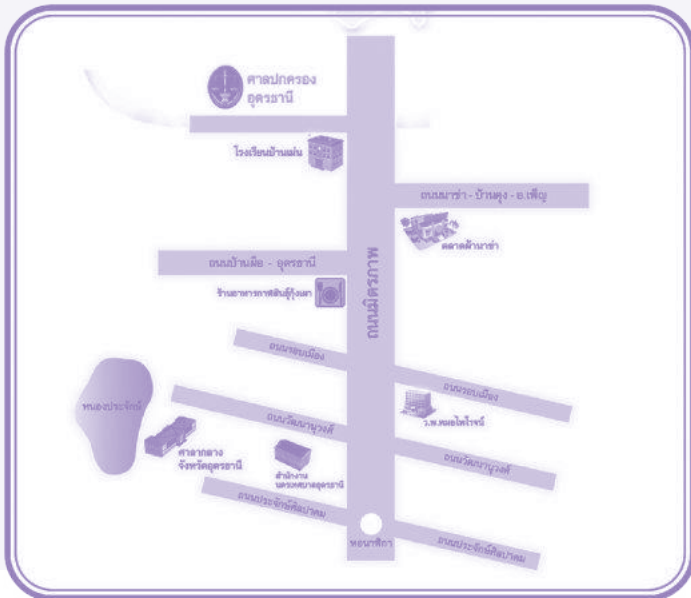 ศาลปกครอง
อุดรธานี
โรงเรียนบ้านเม่น
ถนนนาข่า - บ้านดุง - อ.เพ็ญ
ตลาดผ้านาข่า
ถนนบ้านผือ - อุดรธานี
ร้านอาหารกาฬสินธุ์กุ้งเผา
ถนนมิตรภาพ
ถนนรอบเมือง
ถนนรอบเมือง
ร.พ.หมอไพโรจน์
หนองประจักษ์
ถนนวัฒนานุวงศ์
ถนนวัฒนานุวงศ์
ศาลากลาง
จังหวัดอุดรธานี
สำนักงาน
นครเทศบาลอุดรธานี
ถนนประจักษ์ศิลปาคม
หอนาฬิกา
ถนนประจักษ์ศิลปาคม